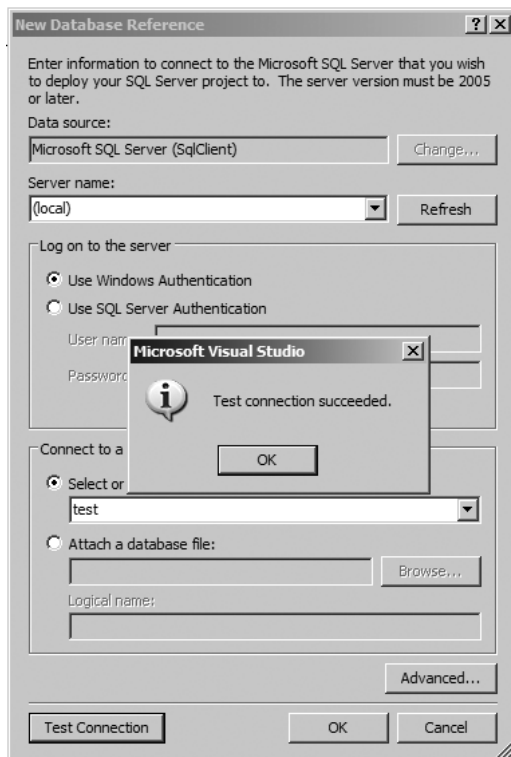 New Database Reference
Enter information to connect to the Microsoft SQL Server that you wish
to deploy your SQL Server project to. The server version must be 2005
or later.
Data source:
Microsoft SQL Server (SqlClient)
Change...
Server name:
(local)
Refresh
Log on to the server
Use Windows Authentication
Use SQL Server Authentication
User nam
Password
Microsoft Visual Studio
Test connection succeeded.
OK
Connect to a
Select or
test
Attach a database file:
Browse...
Logical name:
Advanced...
Test Connection
OK
Cancel